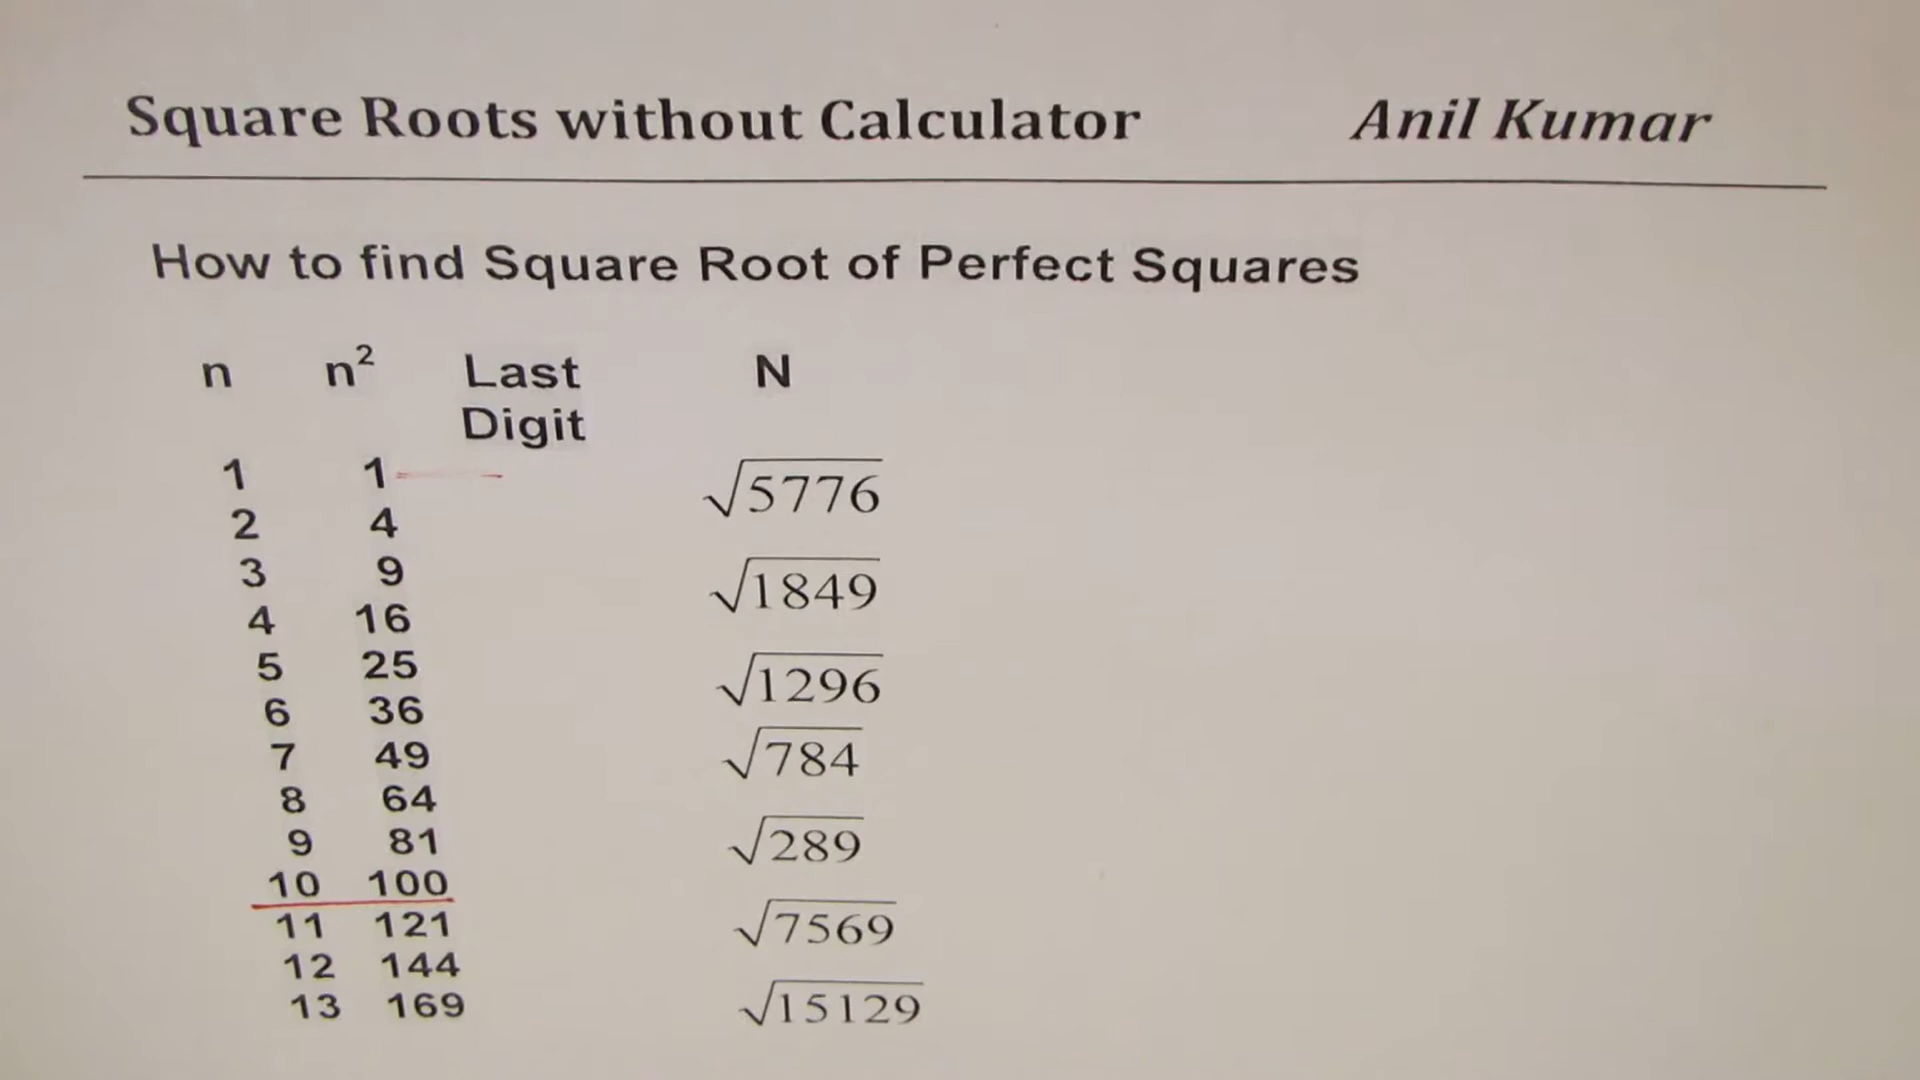 Square Roots without Calculator Anil Kumar
How to find Square Root of Perfect Squares
n n² Last Digit N
1 1 √5776
2 4
3 9 √1849
4 16
5 25 √1296
6 36
7 49 √784
8 64
9 81 √289
10 100
11 121 √7569
12 144
13 169 √15129